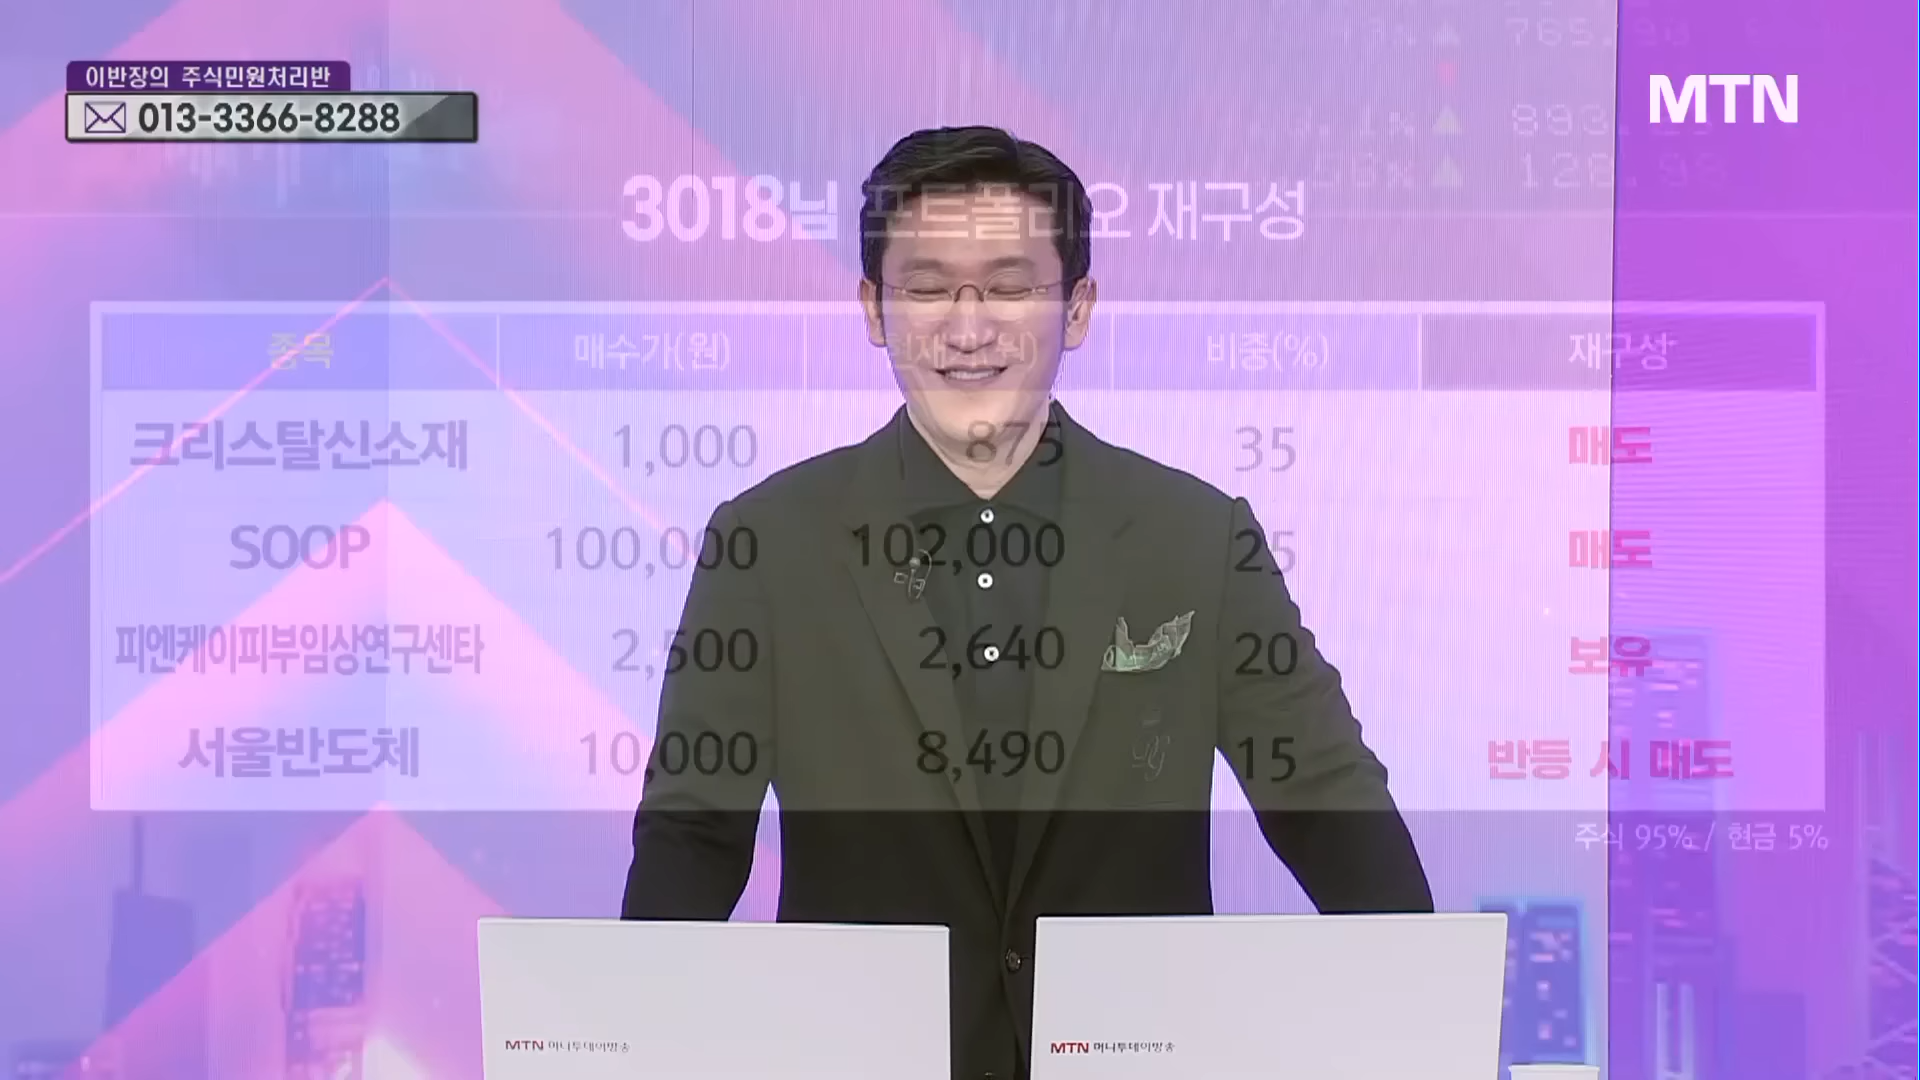 이반장의 주식민원처리반
013-3366-8288
MTN
3018님 포트폴리오 재구성
종목 매수가(원) 현재가(원) 비중(%) 재구성
크리스탈신소재 1,000 875 35 매도
SOOP 100,000 102,000 25 매도
피엔케이피부임상연구센타 2,500 2,640 20 보유
서울반도체 10,000 8,490 15 반등 시 매도
주식 95% / 현금 5%
MTN 머니투데이방송
MTN 머니투데이방송